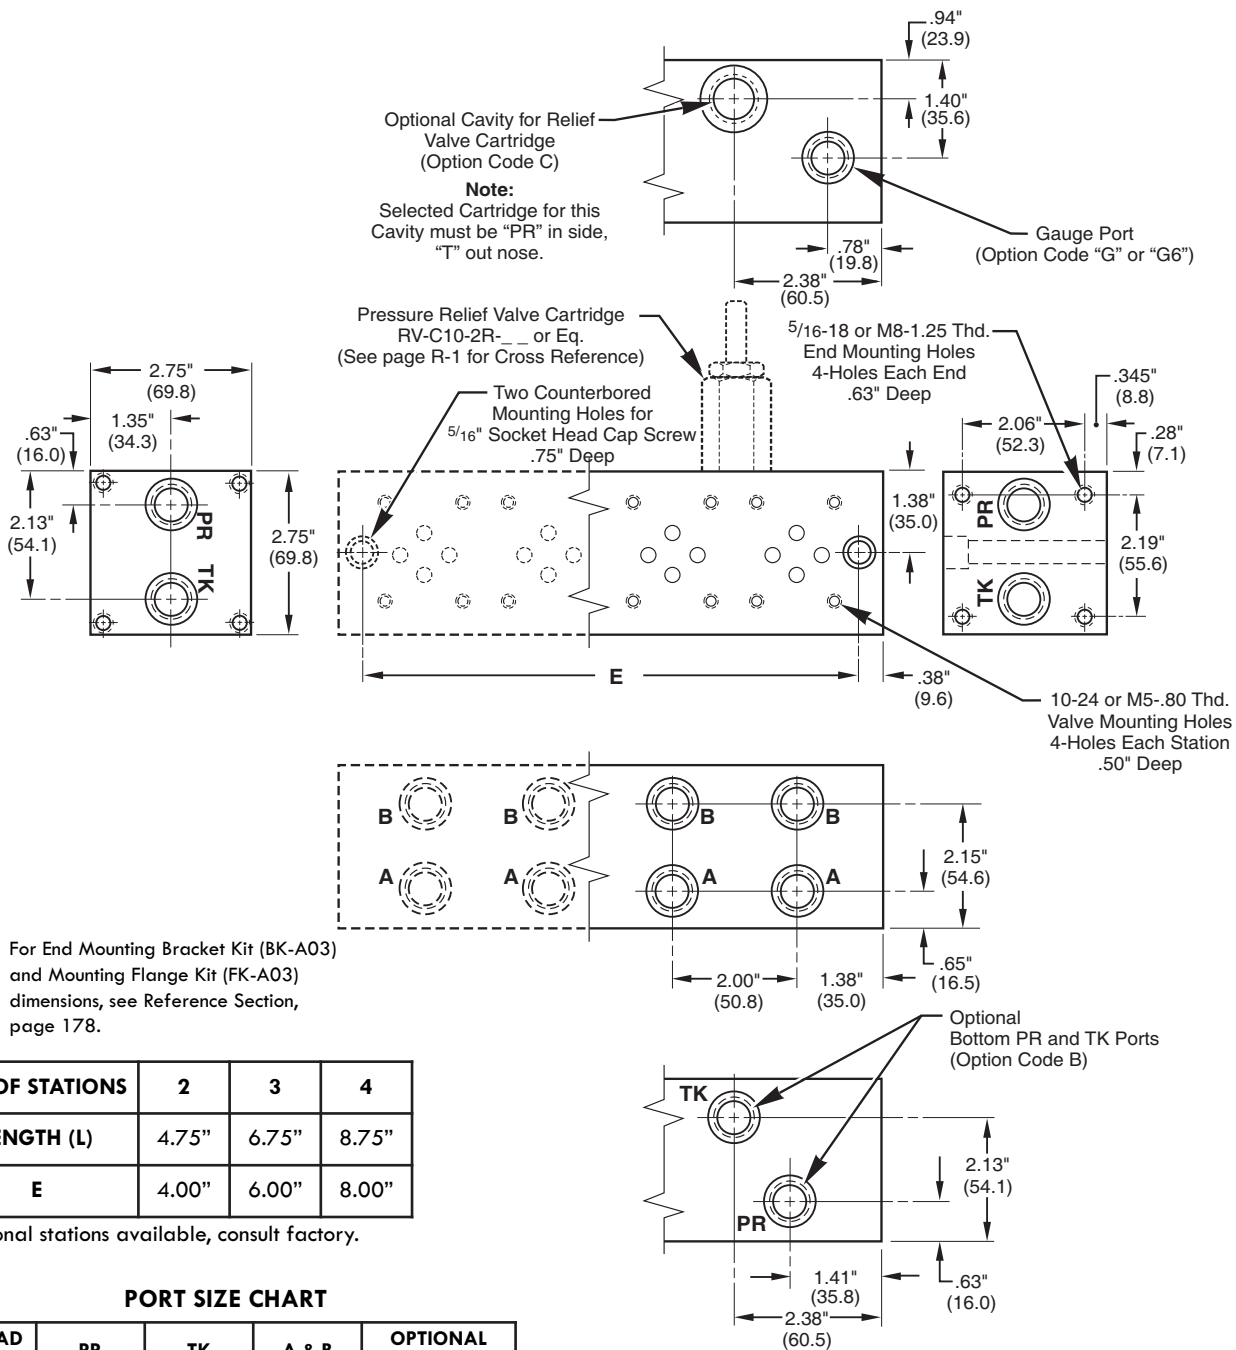 .94"
(23.9)
1.40"
(35.6)
Optional Cavity for Relief
Valve Cartridge
(Option Code C)
Note:
Selected Cartridge for this
Cavity must be “PR” in side,
“T” out nose.
Gauge Port
(Option Code “G” or “G6”)
.78"
(19.8)
2.38"
(60.5)
Pressure Relief Valve Cartridge
RV-C10-2R-_ _ or Eq.
(See page R-1 for Cross Reference)
5/16-18 or M8-1.25 Thd.
End Mounting Holes
4-Holes Each End
.63" Deep
Two Counterbored
Mounting Holes for
5/16" Socket Head Cap Screw
.75" Deep
2.75"
(69.8)
1.35"
(34.3)
.63"
(16.0)
2.13"
(54.1)
PR
TK
2.75"
(69.8)
1.38"
(35.0)
.345"
(8.8)
2.06"
(52.3)
.28"
(7.1)
PR
TK
2.19"
(55.6)
E
.38"
(9.6)
10-24 or M5-.80 Thd.
Valve Mounting Holes
4-Holes Each Station
.50" Deep
B B B B
A A A A
2.15"
(54.6)
.65"
(16.5)
2.00"
(50.8)
1.38"
(35.0)
For End Mounting Bracket Kit (BK-A03)
and Mounting Flange Kit (FK-A03)
dimensions, see Reference Section,
page 178.
Optional
Bottom PR and TK Ports
(Option Code B)
TK
PR
2.13"
(54.1)
1.41"
(35.8)
.63"
(16.0)
2.38"
(60.5)
OF STATIONS 2 3 4
(L) 4.75” 6.75” 8.75”
E 4.00” 6.00” 8.00”
stations available, consult factory.
PORT SIZE CHART
OPTIONAL